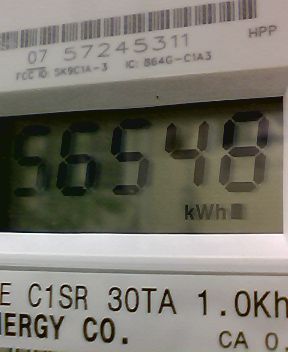 HPP
07 57245311
FCC ID: SK9C1A-3 IC: 864G-C1A3
56548
kWh
E C1SR 30TA 1.0Kh
ERGY CO.
CA 0.